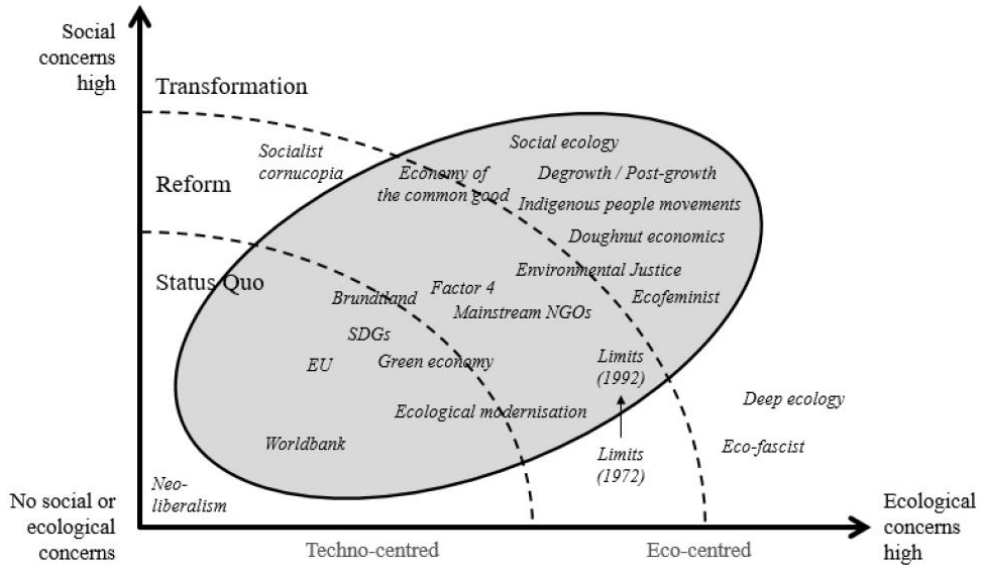 Social
concerns
high
Transformation
Social ecology
Socialist
cornucopia
Economy of
the common good
Degrowth / Post-growth
Reform
Indigenous people movements
Doughnut economics
Environmental Justice
Status Quo
Factor 4
Brundtland
Ecofeminist
Mainstream NGOs
SDGs
EU
Green economy
Limits
(1992)
Deep ecology
Ecological modernisation
Worldbank
Eco-fascist
Limits
(1972)
Neo-
liberalism
No social or
ecological
concerns
Ecological
concerns
high
Techno-centred
Eco-centred